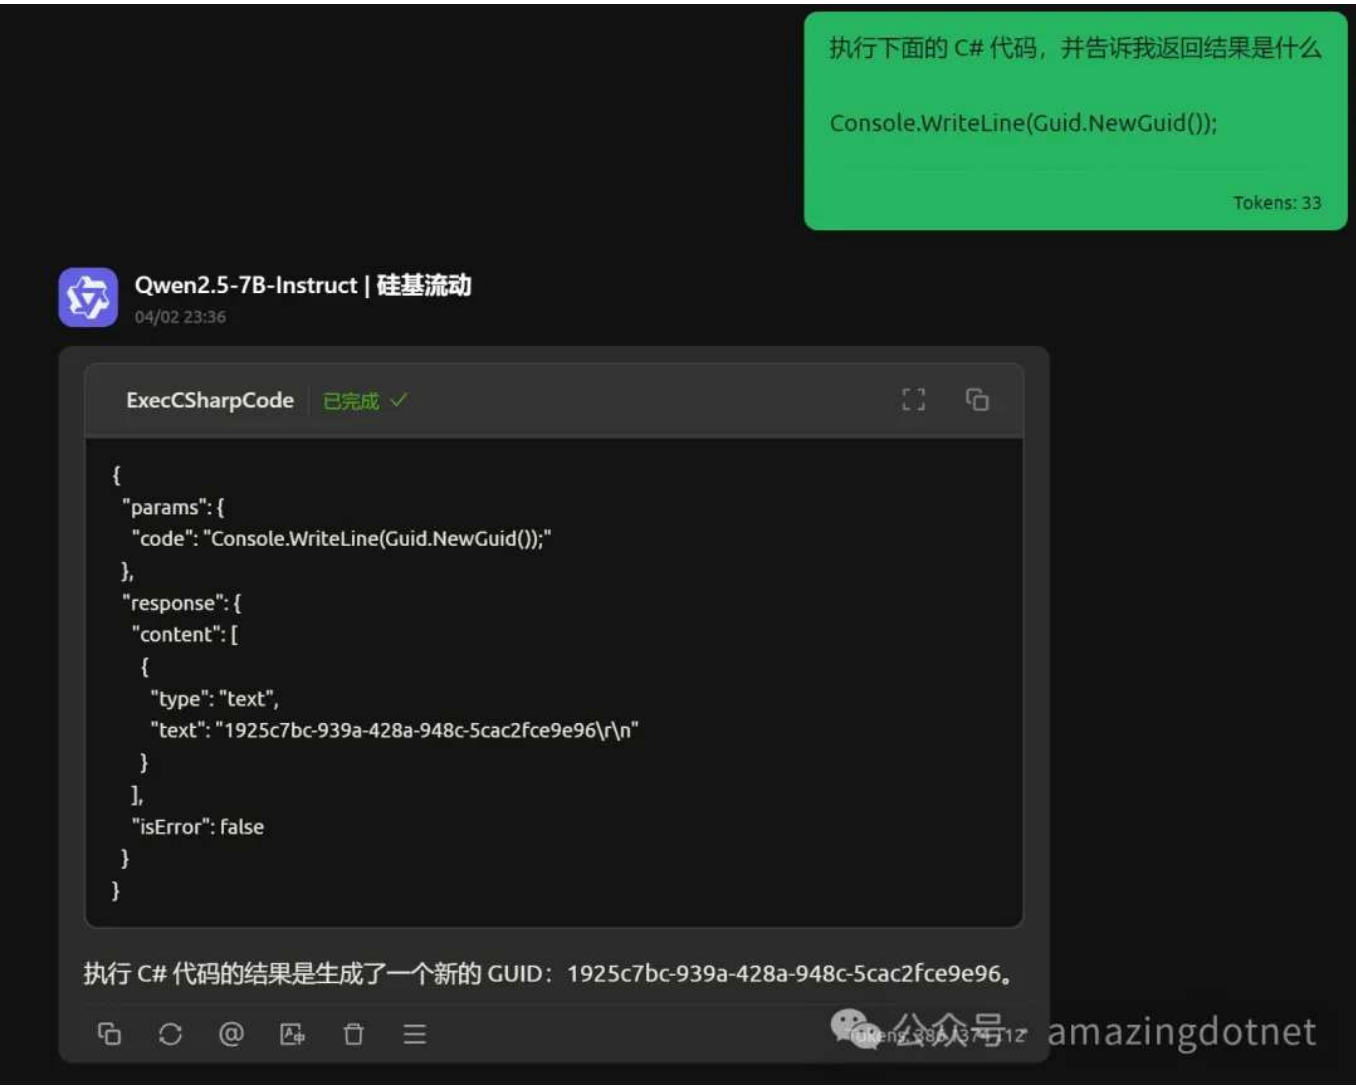 执行下面的 C# 代码，并告诉我返回结果是什么
Console.WriteLine(Guid.NewGuid());
Tokens: 33
Qwen2.5-7B-Instruct | 硅基流动
04/02 23:36
ExecCSharpCode 已完成
{
"params": {
"code": "Console.WriteLine(Guid.NewGuid());"
},
"response": {
"content": [
{
"type": "text",
"text": "1925c7bc-939a-428a-948c-5cac2fce9e96\r\n"
}
],
"isError": false
}
}
执行 C# 代码的结果是生成了一个新的 GUID：1925c7bc-939a-428a-948c-5cac2fce9e96。
公众号 · amazingdotnet